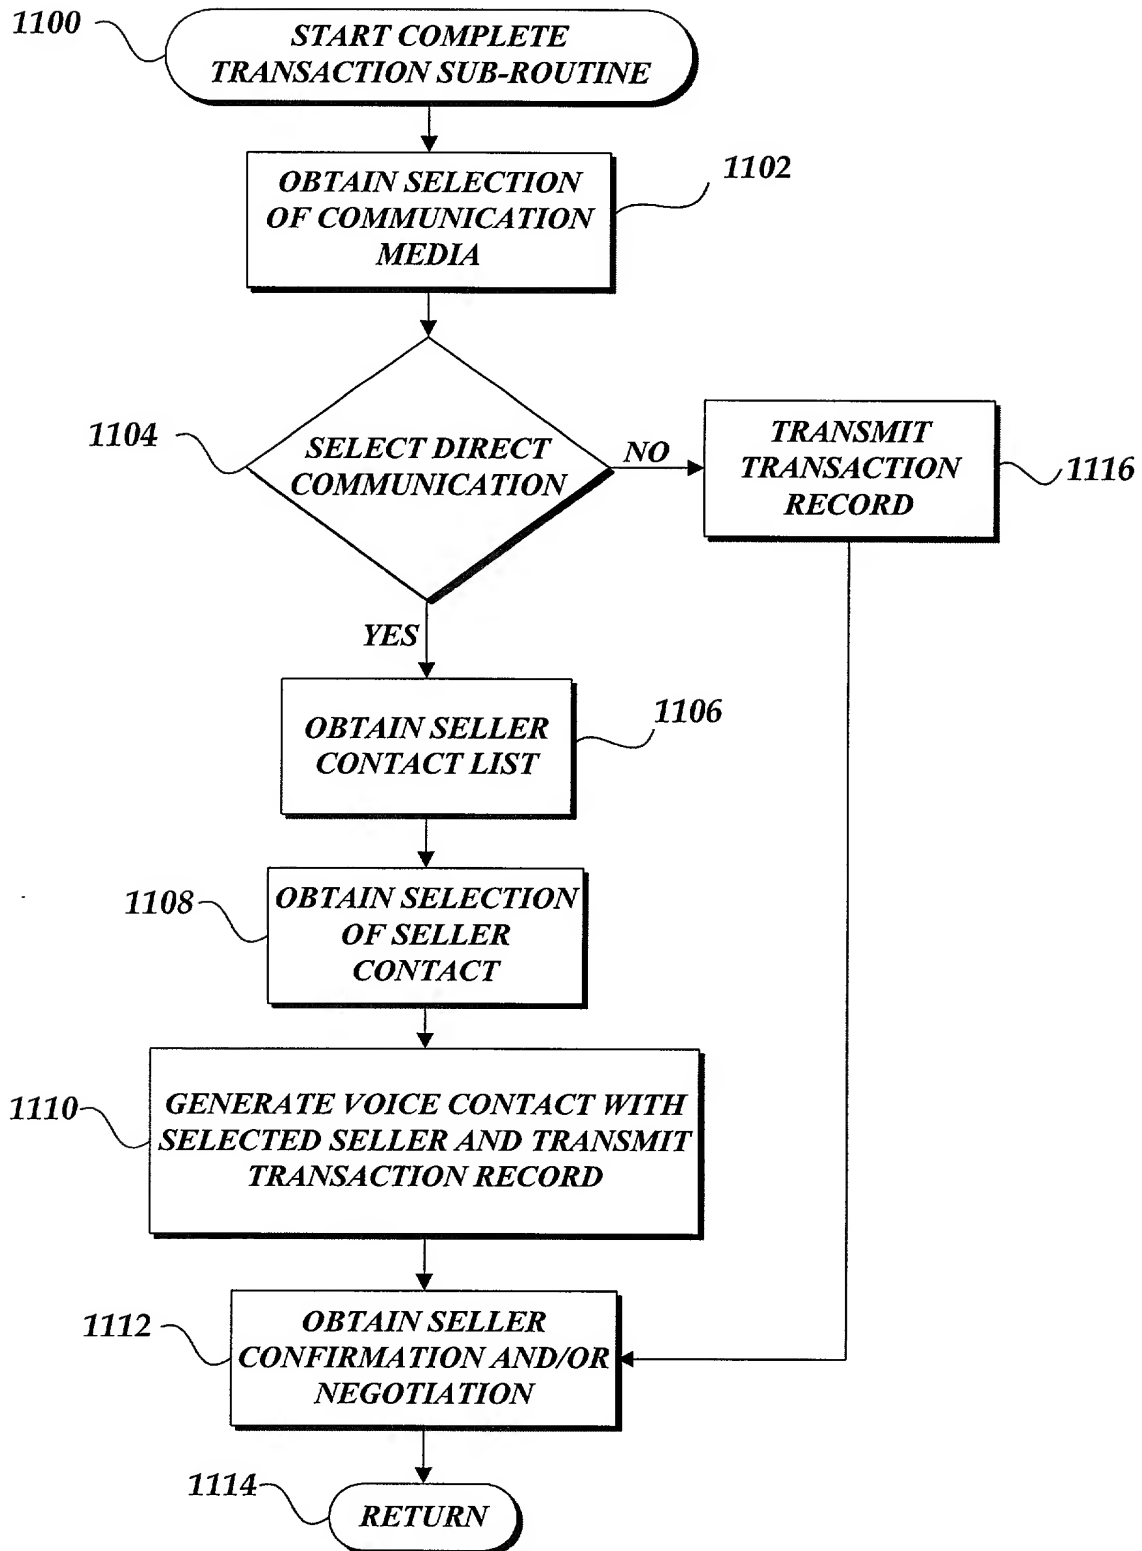 1100
START COMPLETE
TRANSACTION SUB-ROUTINE
1102
OBTAIN SELECTION
OF COMMUNICATION
MEDIA
1104
SELECT DIRECT
COMMUNICATION
NO
TRANSMIT
TRANSACTION
RECORD
1116
YES
OBTAIN SELLER
CONTACT LIST
1106
1108
OBTAIN SELECTION
OF SELLER
CONTACT
1110
GENERATE VOICE CONTACT WITH
SELECTED SELLER AND TRANSMIT
TRANSACTION RECORD
1112
OBTAIN SELLER
CONFIRMATION AND/OR
NEGOTIATION
1114
RETURN